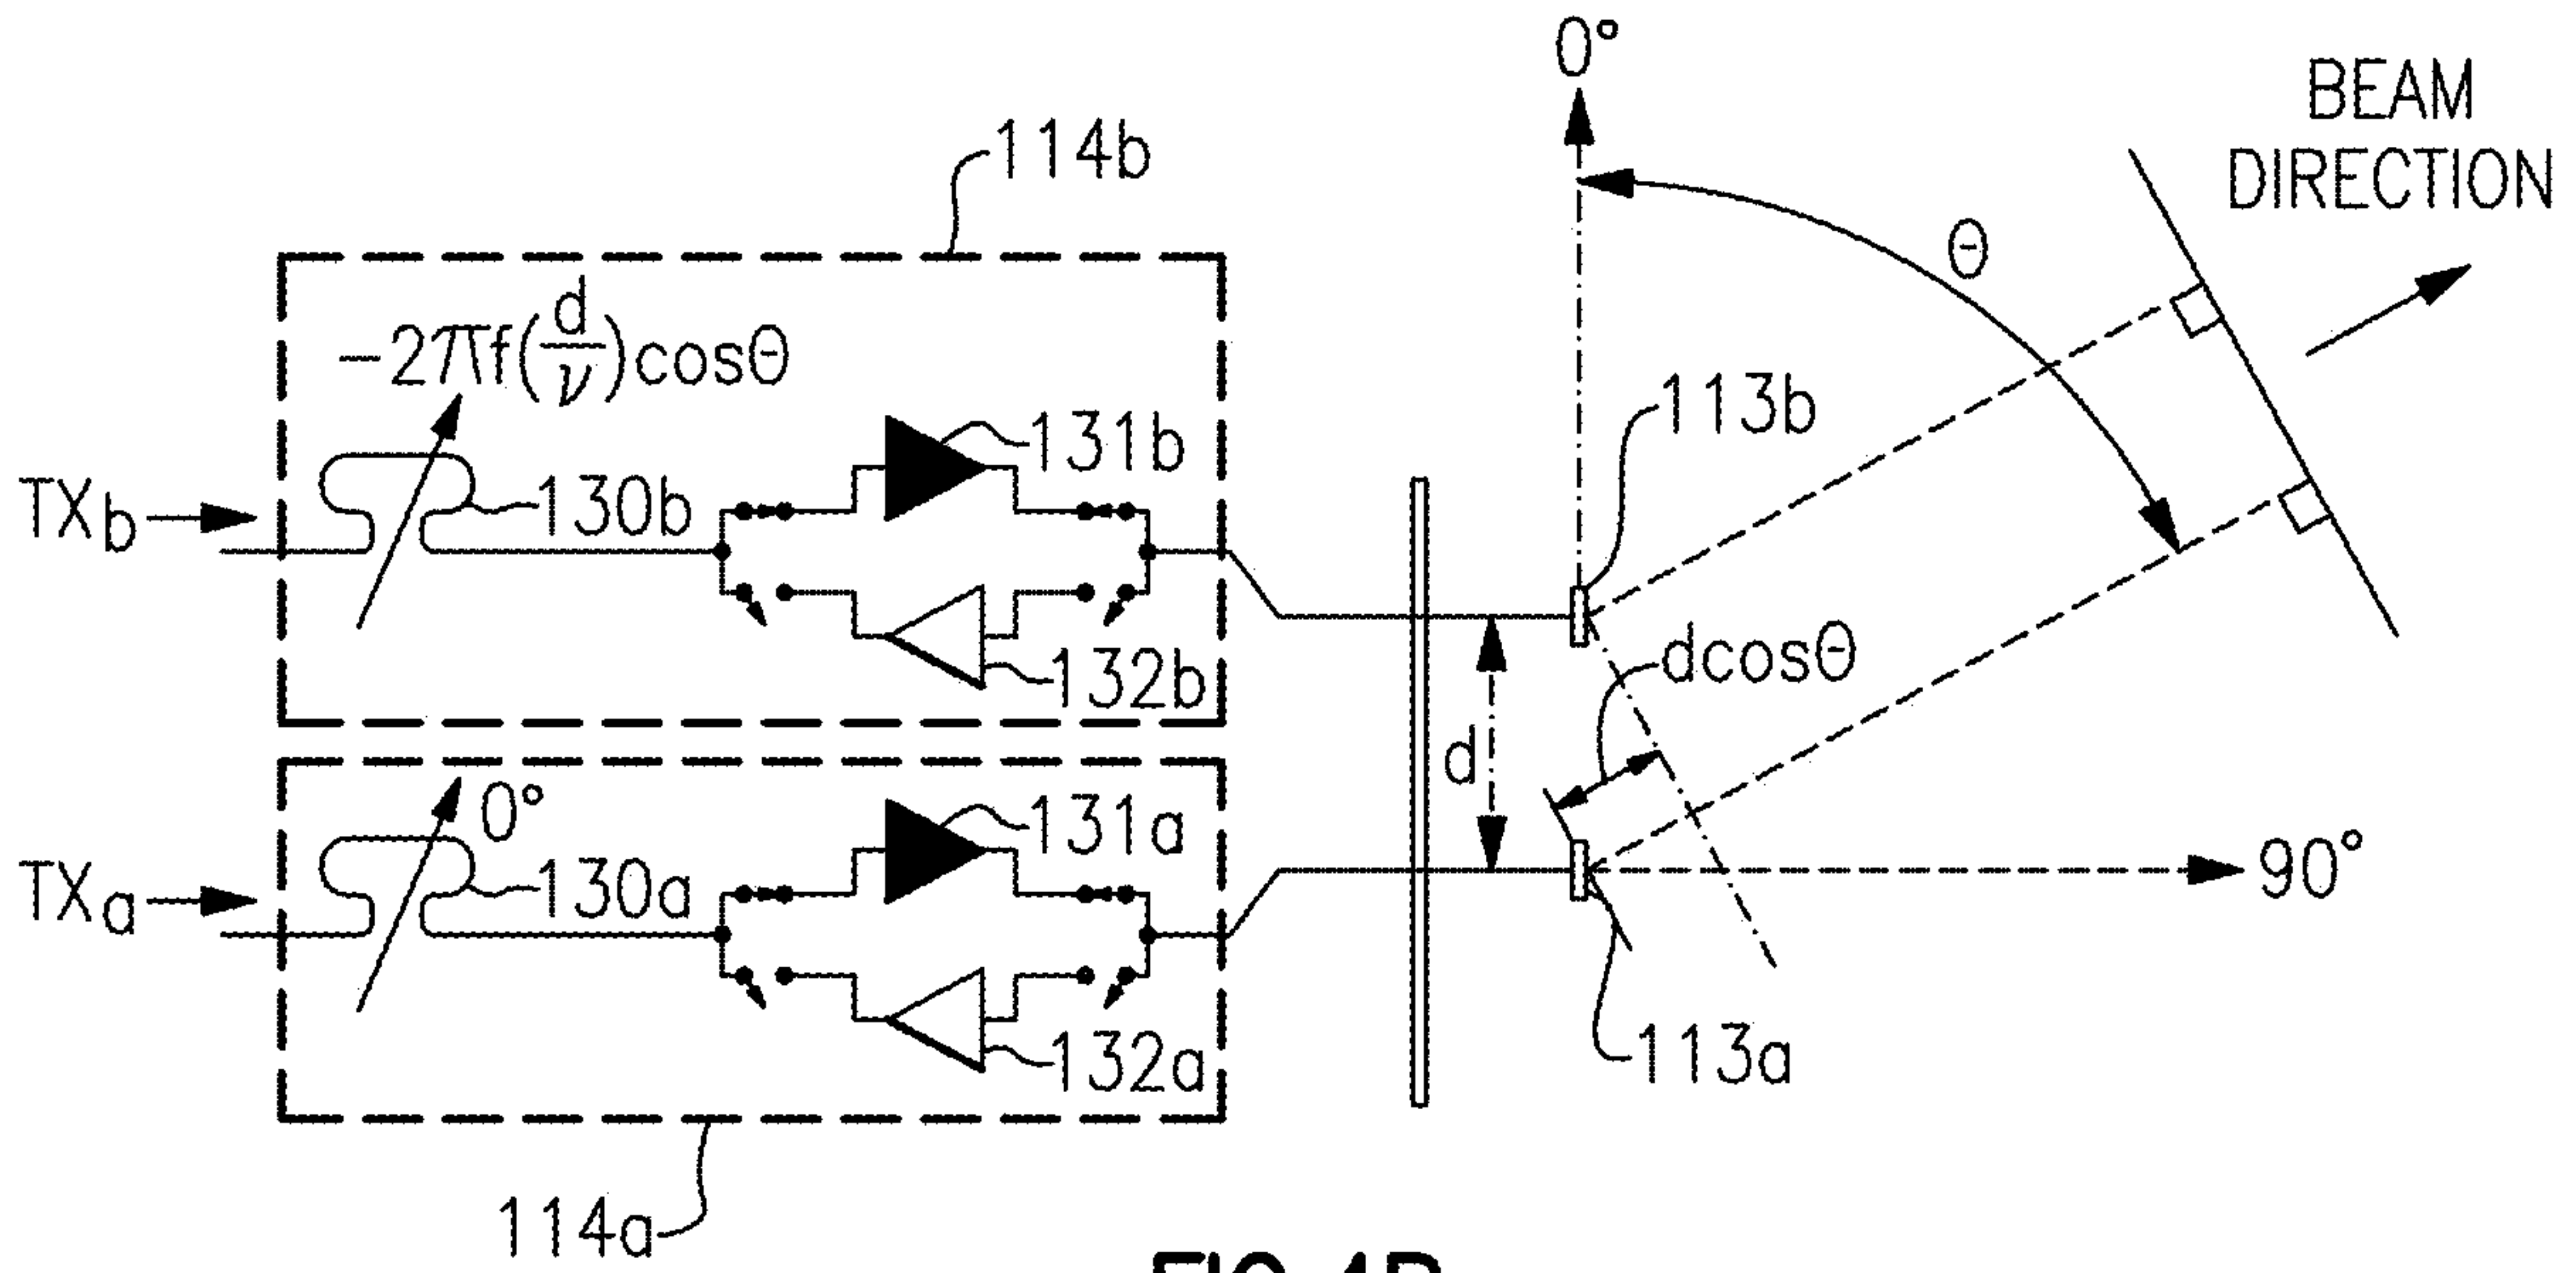 0°
BEAM
DIRECTION
114b
θ
-2πf(d/ν)cosθ
113b
131b
TXb
130b
dcosθ
132b
d
0°
131a
TXa
130a
90°
132a
113a
114a